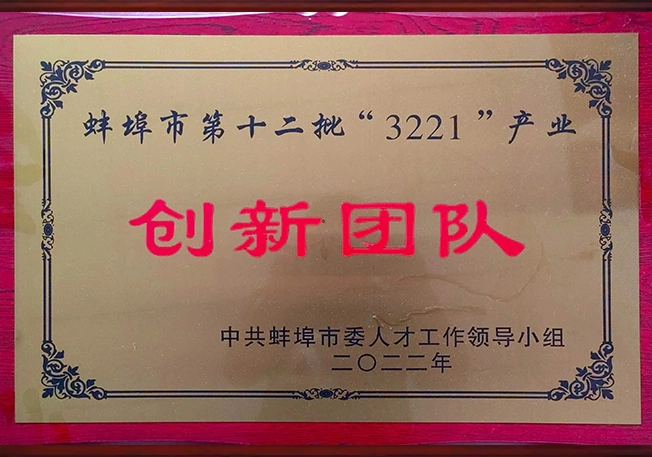 蚌埠市第十二批“3221”产业
创新团队
中共蚌埠市委人才工作领导小组
二〇二二年